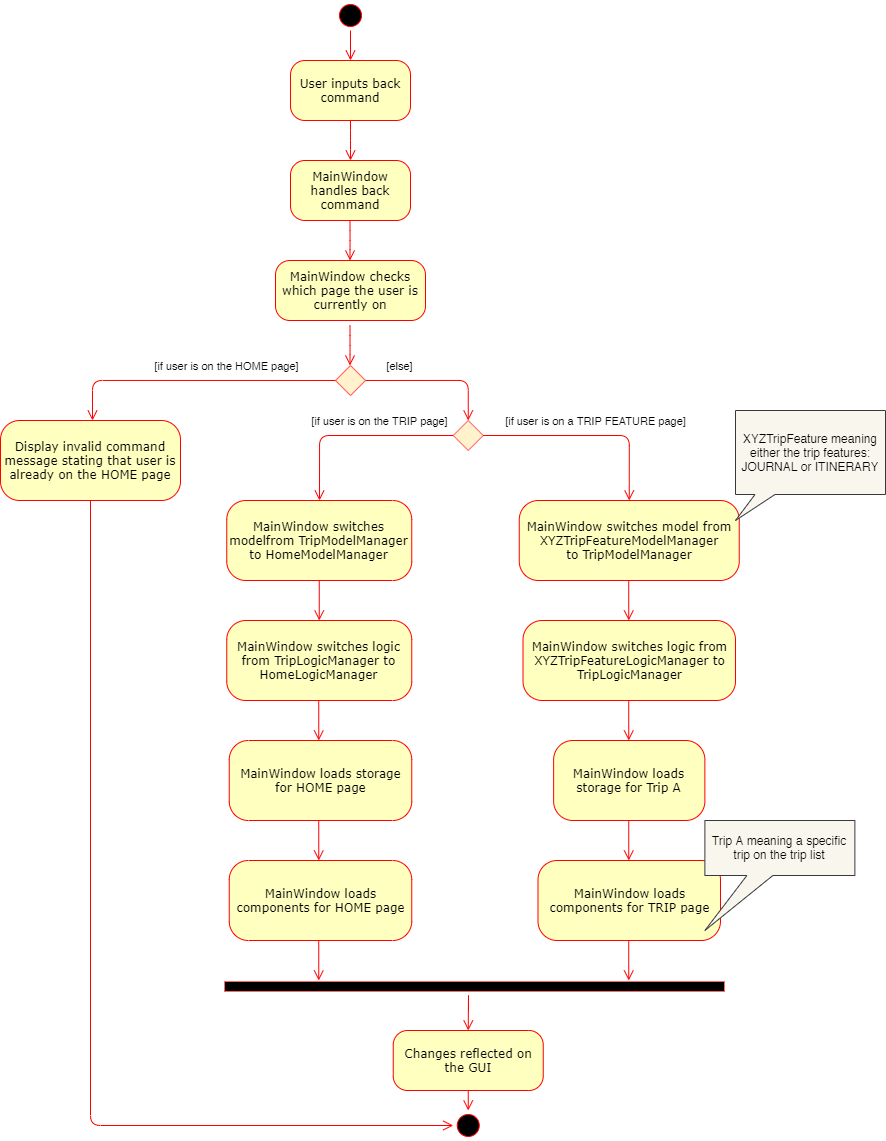 User inputs back
command
MainWindow
handles back
command
MainWindow checks
which page the user is
currently on
[if user is on the HOME page]
[else]
Display invalid command
message stating that user is
already on the HOME page
[if user is on the TRIP page]
[if user is on a TRIP FEATURE page]
XYZTripFeature meaning
either the trip features:
JOURNAL or ITINERARY
MainWindow switches
modelfrom TripModelManager
to HomeModelManager
MainWindow switches model from
XYZTripFeatureModelManager
to TripModelManager
MainWindow switches logic
from TripLogicManager to
HomeLogicManager
MainWindow switches logic from
XYZTripFeatureLogicManager to
TripLogicManager
MainWindow loads storage
for HOME page
MainWindow loads
storage for Trip A
Trip A meaning a specific
trip on the trip list
MainWindow loads
components for HOME page
MainWindow loads
components for TRIP page
Changes reflected on
the GUI